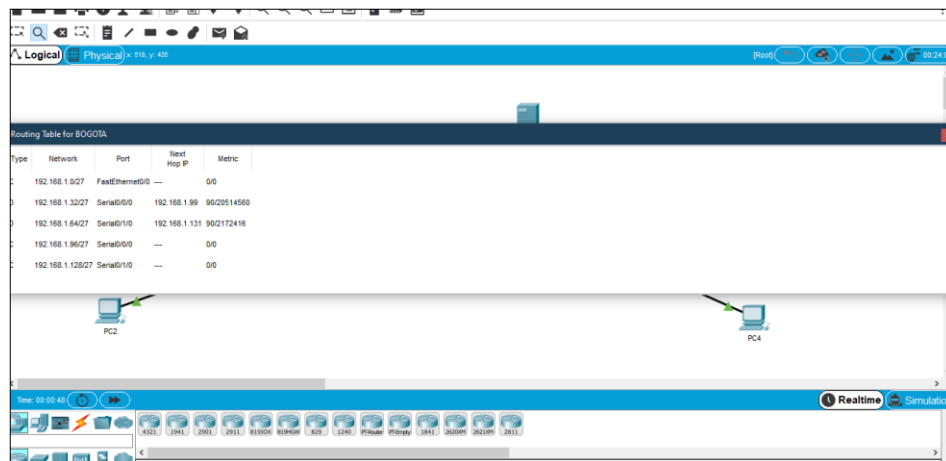 Logical Physical x: 518, y: 435 [Root] 00:24:0
Routing Table for BOGOTA
Type Network Port Next Hop IP Metric
C 192.168.1.0/27 FastEthernet0/0 --- 0/0
D 192.168.1.32/27 Serial0/0/0 192.168.1.99 90/20514560
D 192.168.1.64/27 Serial0/1/0 192.168.1.131 90/2172416
C 192.168.1.96/27 Serial0/0/0 --- 0/0
C 192.168.1.128/27 Serial0/1/0 --- 0/0
PC2
PC4
Time: 00:00:48 Realtime Simulatio
4321 1941 2901 2911 819IOX 819HGW 829 1240 PT-Router PT-Empty 1841 2620XM 2621XM 2811